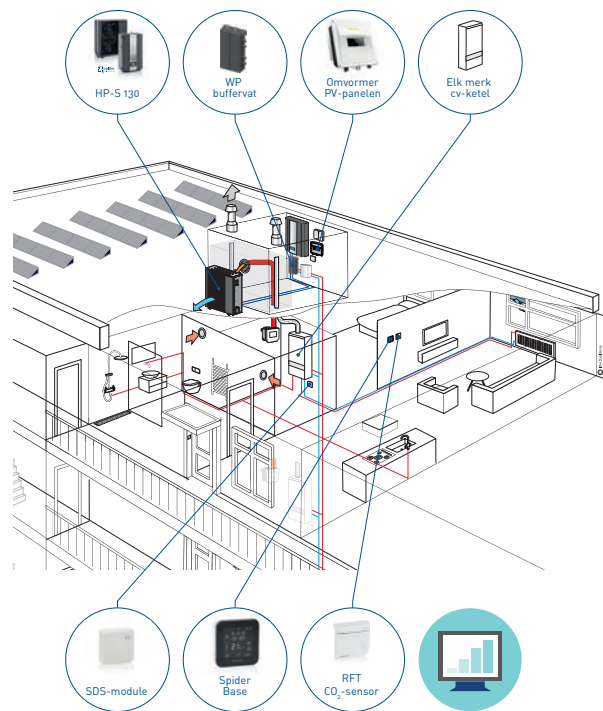 HP-S 130
WP
buffervat
Omvormer
PV-panelen
Elk merk
cv-ketel
SDS-module
Spider
Base
RFT
CO₂-sensor